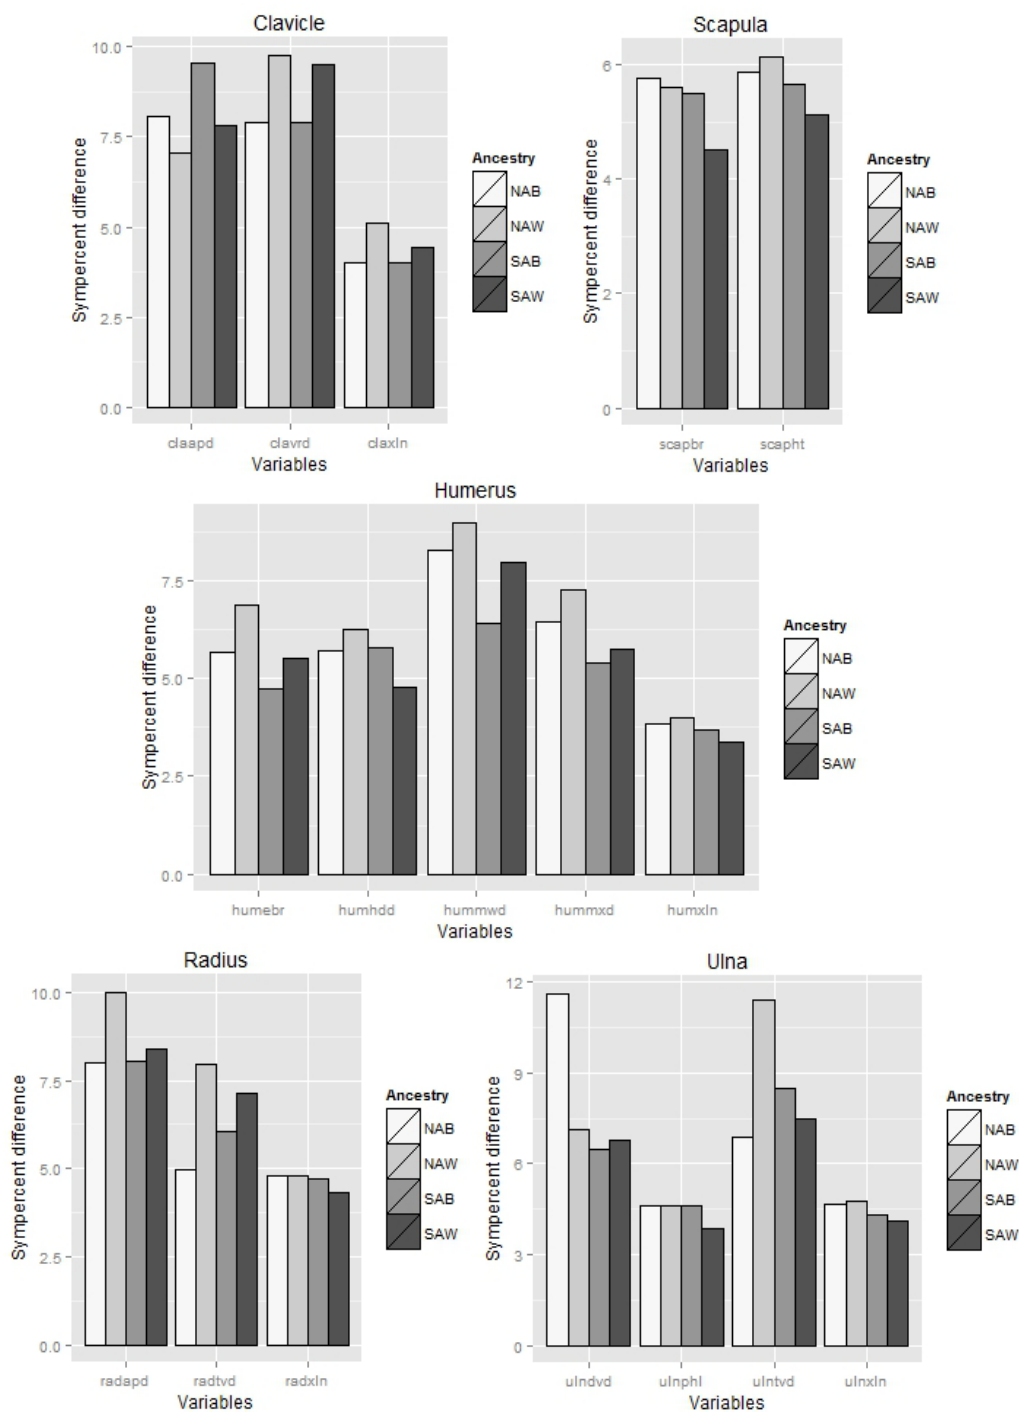 Clavicle
Sympercent difference
10.0
7.5
5.0
2.5
0.0
claapd clavrd claxln
Variables
Ancestry
NAB
NAW
SAB
SAW
Scapula
Sympercent difference
6
4
2
0
scapbr scapht
Variables
Ancestry
NAB
NAW
SAB
SAW
Humerus
Sympercent difference
7.5
5.0
2.5
0.0
humebr humhdd hummwd hummxd humxln
Variables
Ancestry
NAB
NAW
SAB
SAW
Radius
Sympercent difference
10.0
7.5
5.0
2.5
0.0
radapd radtvd radxln
Variables
Ancestry
NAB
NAW
SAB
SAW
Ulna
Sympercent difference
12
9
6
3
0
ulndvd ulnphl ulntvd ulnxln
Variables
Ancestry
NAB
NAW
SAB
SAW